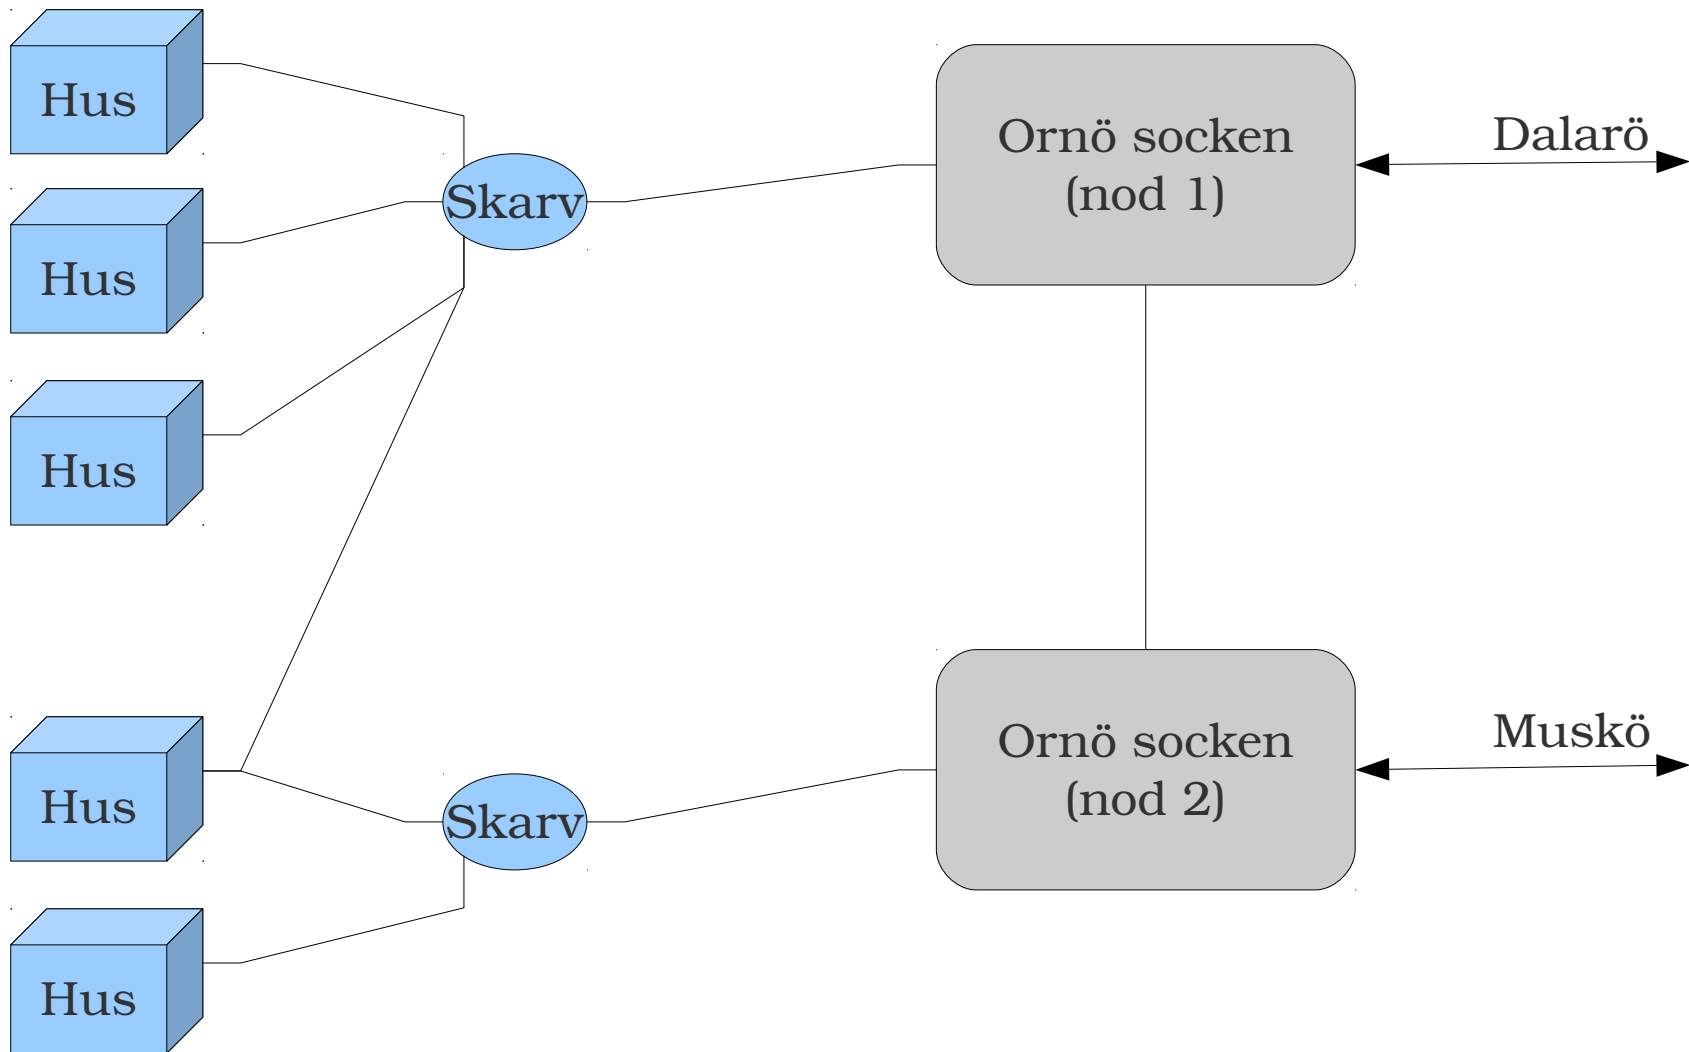 Hus
Hus
Hus
Hus
Hus
Skarv
Skarv
Ornö socken
(nod 1)
Ornö socken
(nod 2)
Dalarö
Muskö